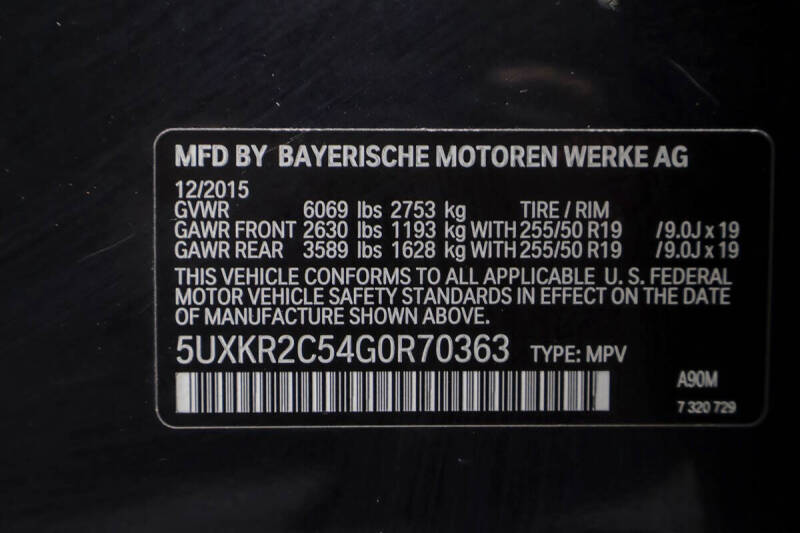 MFD BY BAYERISCHE MOTOREN WERKE AG
12/2015
GVWR 6069 lbs 2753 kg TIRE / RIM
GAWR FRONT 2630 lbs 1193 kg WITH 255/50 R19 /9.0J x 19
GAWR REAR 3589 lbs 1628 kg WITH 255/50 R19 /9.0J x 19
THIS VEHICLE CONFORMS TO ALL APPLICABLE U. S. FEDERAL
MOTOR VEHICLE SAFETY STANDARDS IN EFFECT ON THE DATE
OF MANUFACTURE SHOWN ABOVE.
5UXKR2C54G0R70363 TYPE: MPV
A90M
7 320 729